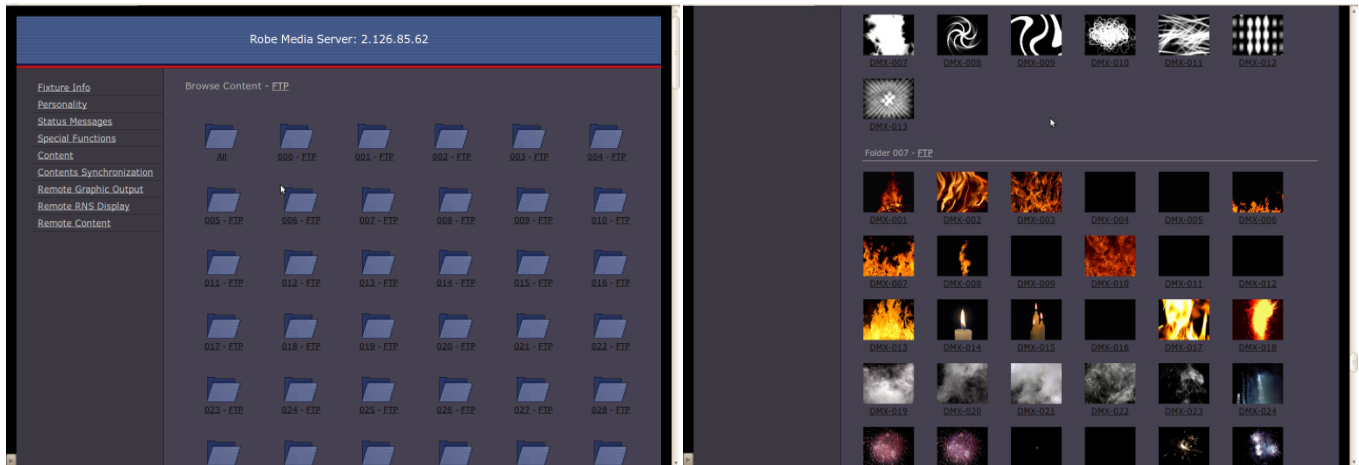 Robe Media Server: 2.126.85.62
Fixture Info
Personality
Status Messages
Special Functions
Content
Contents Synchronization
Remote Graphic Output
Remote RNS Display
Remote Content
Browse Content - FTP
All 000 - FTP 001 - FTP 002 - FTP 003 - FTP 004 - FTP
005 - FTP 006 - FTP 007 - FTP 008 - FTP 009 - FTP 010 - FTP
011 - FTP 012 - FTP 013 - FTP 014 - FTP 015 - FTP 016 - FTP
017 - FTP 018 - FTP 019 - FTP 020 - FTP 021 - FTP 022 - FTP
023 - FTP 024 - FTP 025 - FTP 026 - FTP 027 - FTP 028 - FTP
DMX-007 DMX-008 DMX-009 DMX-010 DMX-011 DMX-012
DMX-013
Folder 007 - FTP
DMX-001 DMX-002 DMX-003 DMX-004 DMX-005 DMX-006
DMX-007 DMX-008 DMX-009 DMX-010 DMX-011 DMX-012
DMX-013 DMX-014 DMX-015 DMX-016 DMX-017 DMX-018
DMX-019 DMX-020 DMX-021 DMX-022 DMX-023 DMX-024